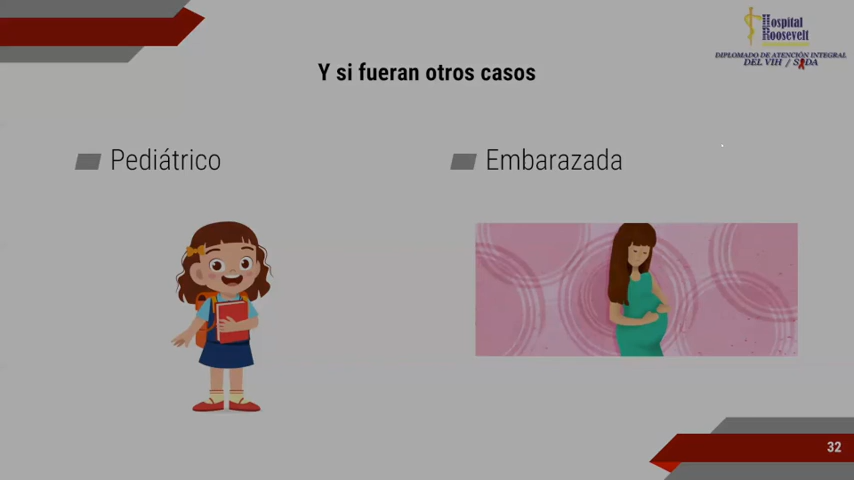 Hospital
Roosevelt
DIPLOMADO DE ATENCIÓN INTEGRAL
DEL VIH / SIDA
Y si fueran otros casos
Pediátrico
Embarazada
32